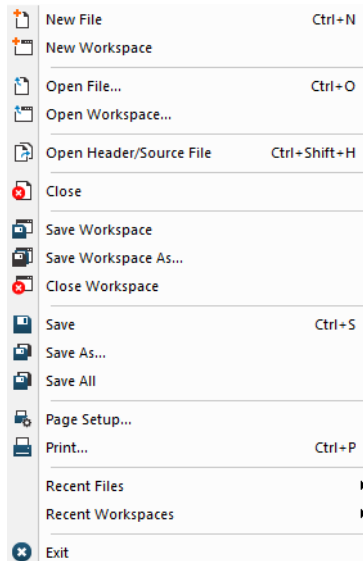 New File Ctrl+N
New Workspace
Open File... Ctrl+O
Open Workspace...
Open Header/Source File Ctrl+Shift+H
Close
Save Workspace
Save Workspace As...
Close Workspace
Save Ctrl+S
Save As...
Save All
Page Setup...
Print... Ctrl+P
Recent Files
Recent Workspaces
Exit